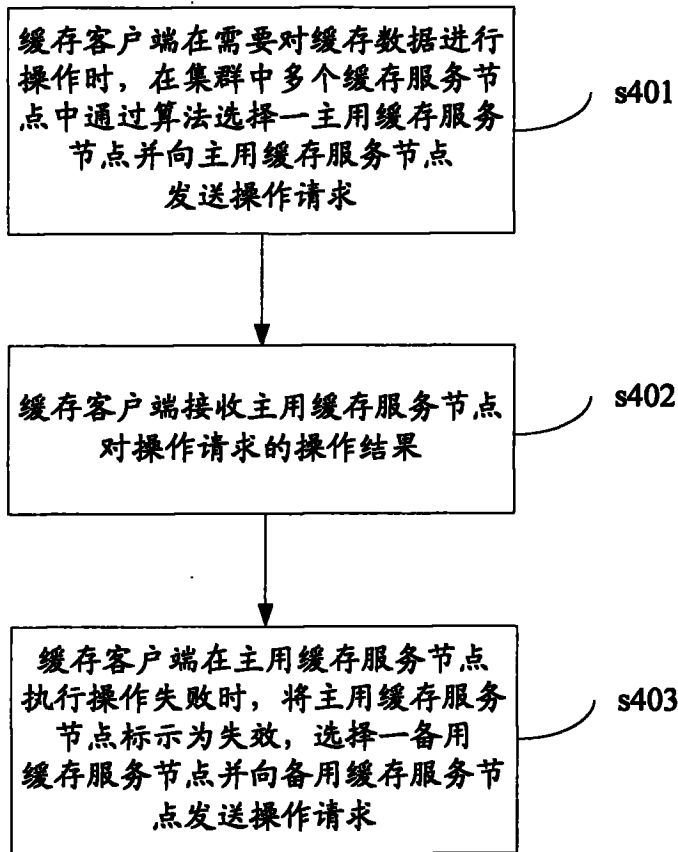 缓存客户端在需要对缓存数据进行
操作时，在集群中多个缓存服务节
点中通过算法选择一主用缓存服务
节点并向主用缓存服务节点
发送操作请求
s401
缓存客户端接收主用缓存服务节点
对操作请求的操作结果
s402
缓存客户端在主用缓存服务节点
执行操作失败时，将主用缓存服务
节点标示为失效，选择一备用
缓存服务节点并向备用缓存服务节
点发送操作请求
s403